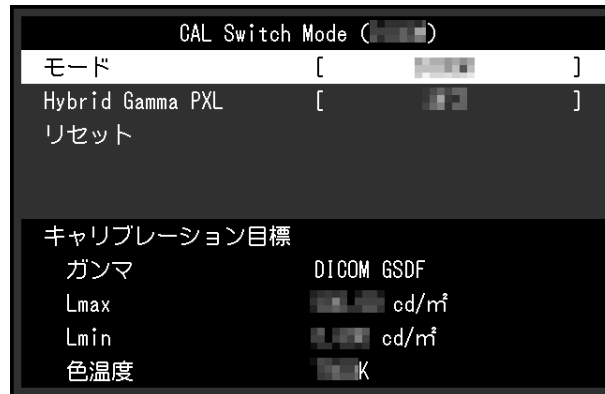 CAL Switch Mode ( )
モード [ ]
Hybrid Gamma PXL [ ]
リセット
キャリブレーション目標
ガンマ DICOM GSDF
Lmax cd/㎡
Lmin cd/㎡
色温度 K